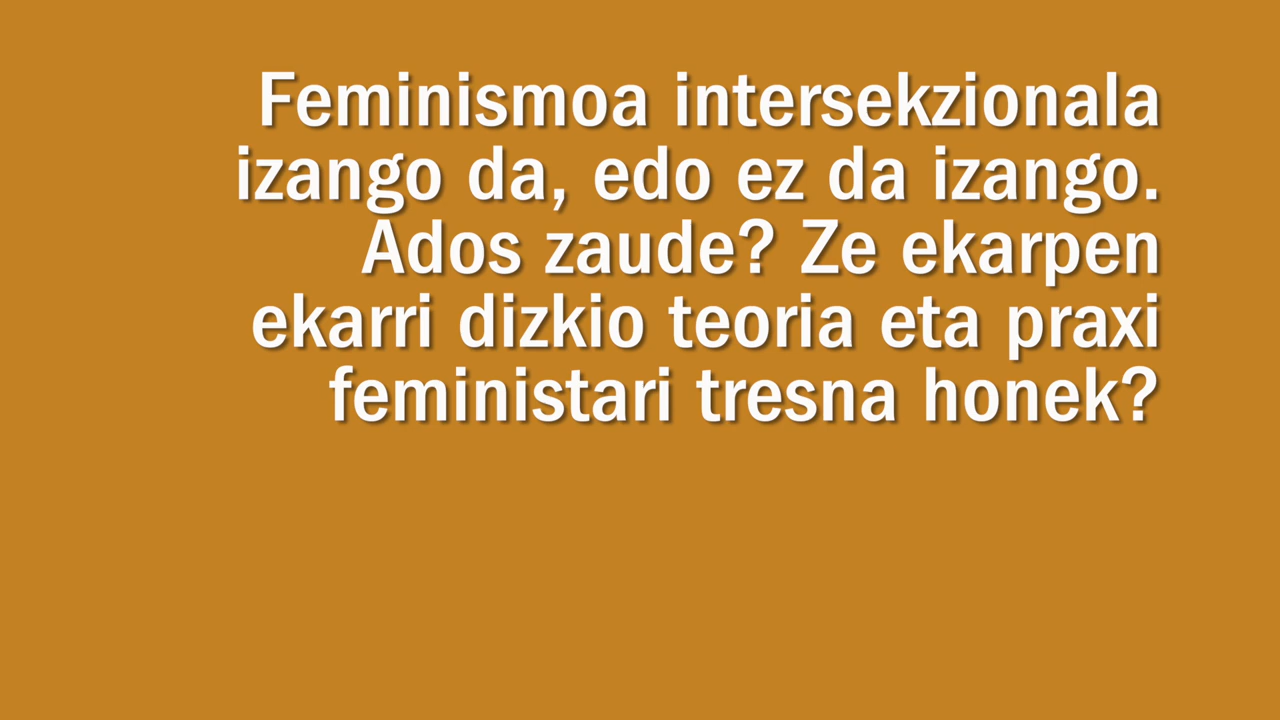 Feminismoa intersekzionala
izango da, edo ez da izango.
Ados zaude? Ze ekarpen
ekarri dizkio teoria eta praxi
feministari tresna honek?